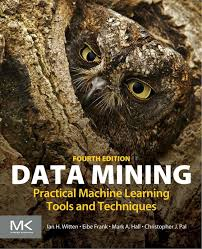 FOURTH EDITION
DATA MINING
Practical Machine Learning
Tools and Techniques
Ian H. Witten • Eibe Frank • Mark A. Hall • Christopher J. Pal
MK